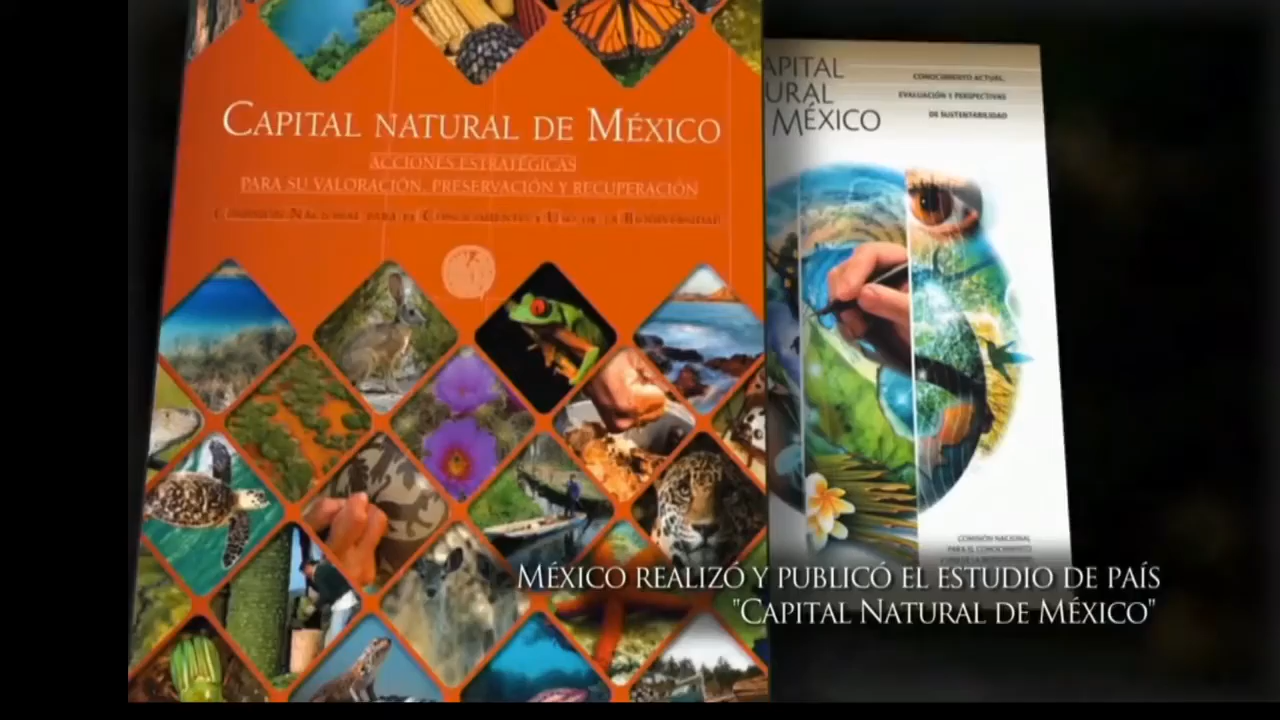 CAPITAL NATURAL DE MÉXICO
ACCIONES ESTRATÉGICAS
PARA SU VALORACIÓN, PRESERVACIÓN Y RECUPERACIÓN
COMISIÓN NACIONAL PARA EL CONOCIMIENTO Y USO DE LA BIODIVERSIDAD
APITAL
URAL
MÉXICO
CONOCIMIENTO ACTUAL,
EVALUACIÓN Y PERSPECTIVAS
DE SUSTENTABILIDAD
COMISIÓN NACIONAL
PARA EL CONOCIMIENTO
MÉXICO REALIZÓ Y PUBLICÓ EL ESTUDIO DE PAÍS
"CAPITAL NATURAL DE MÉXICO"